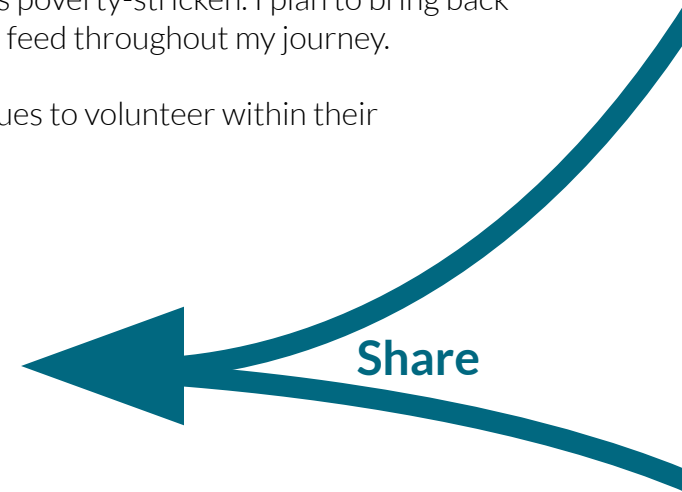 s poverty-stricken. I plan to bring back
feed throughout my journey.
ues to volunteer within their
Share